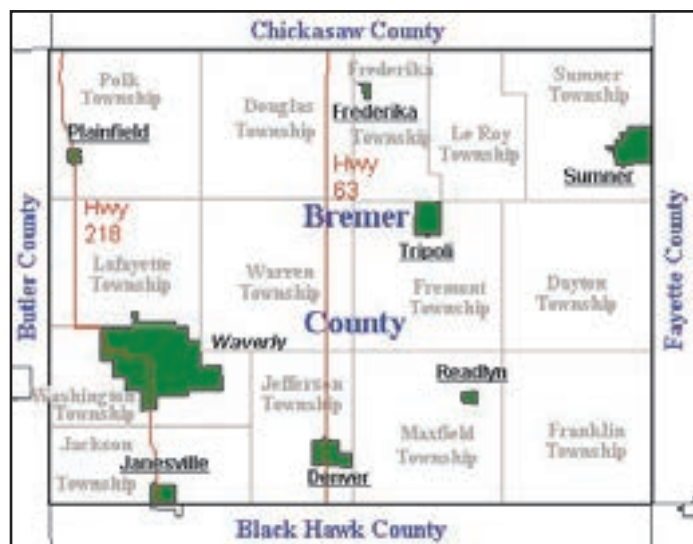 Chickasaw County
Polk
Township
Douglas
Township
Frederika
Frederika
Township
Sumner
Township
Le Roy
Township
Plainfield
Sumner
Hwy
63
Hwy
218
Bremer
Tripoli
Butler County
Fayette County
Lafayette
Township
Warren
Township
Fremont
Township
Dayton
Township
County
Waverly
Readlyn
Washington
Township
Jefferson
Township
Jackson
Township
Janesville
Denver
Maxfield
Township
Franklin
Township
Black Hawk County